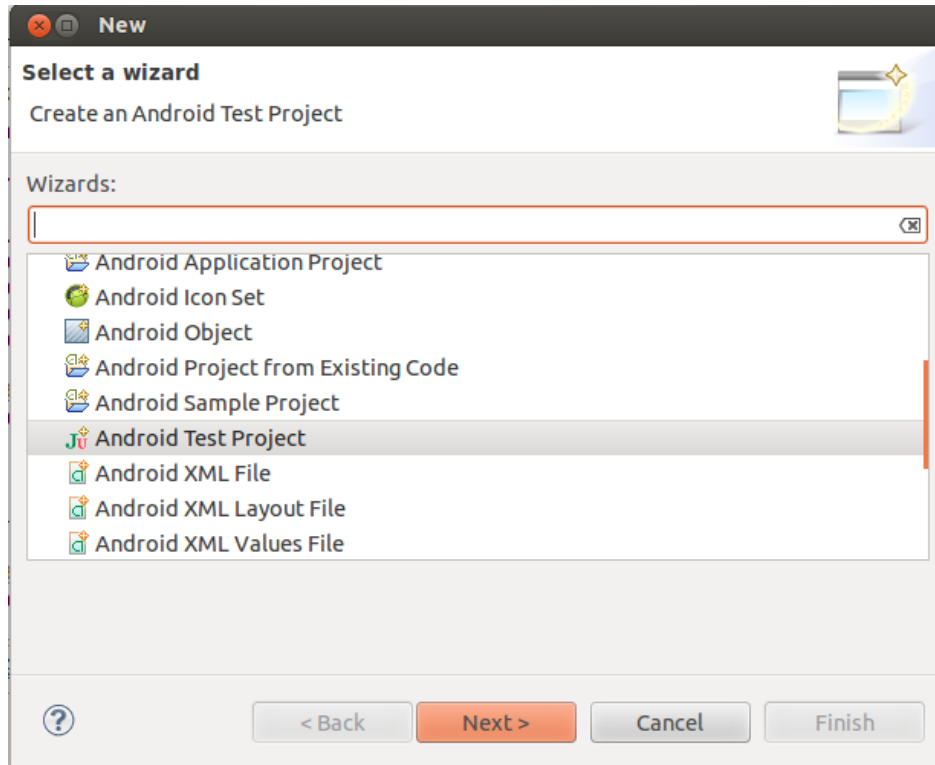 New
Select a wizard
Create an Android Test Project
Wizards:
Android Application Project
Android Icon Set
Android Object
Android Project from Existing Code
Android Sample Project
Android Test Project
Android XML File
Android XML Layout File
Android XML Values File
< Back Next > Cancel Finish